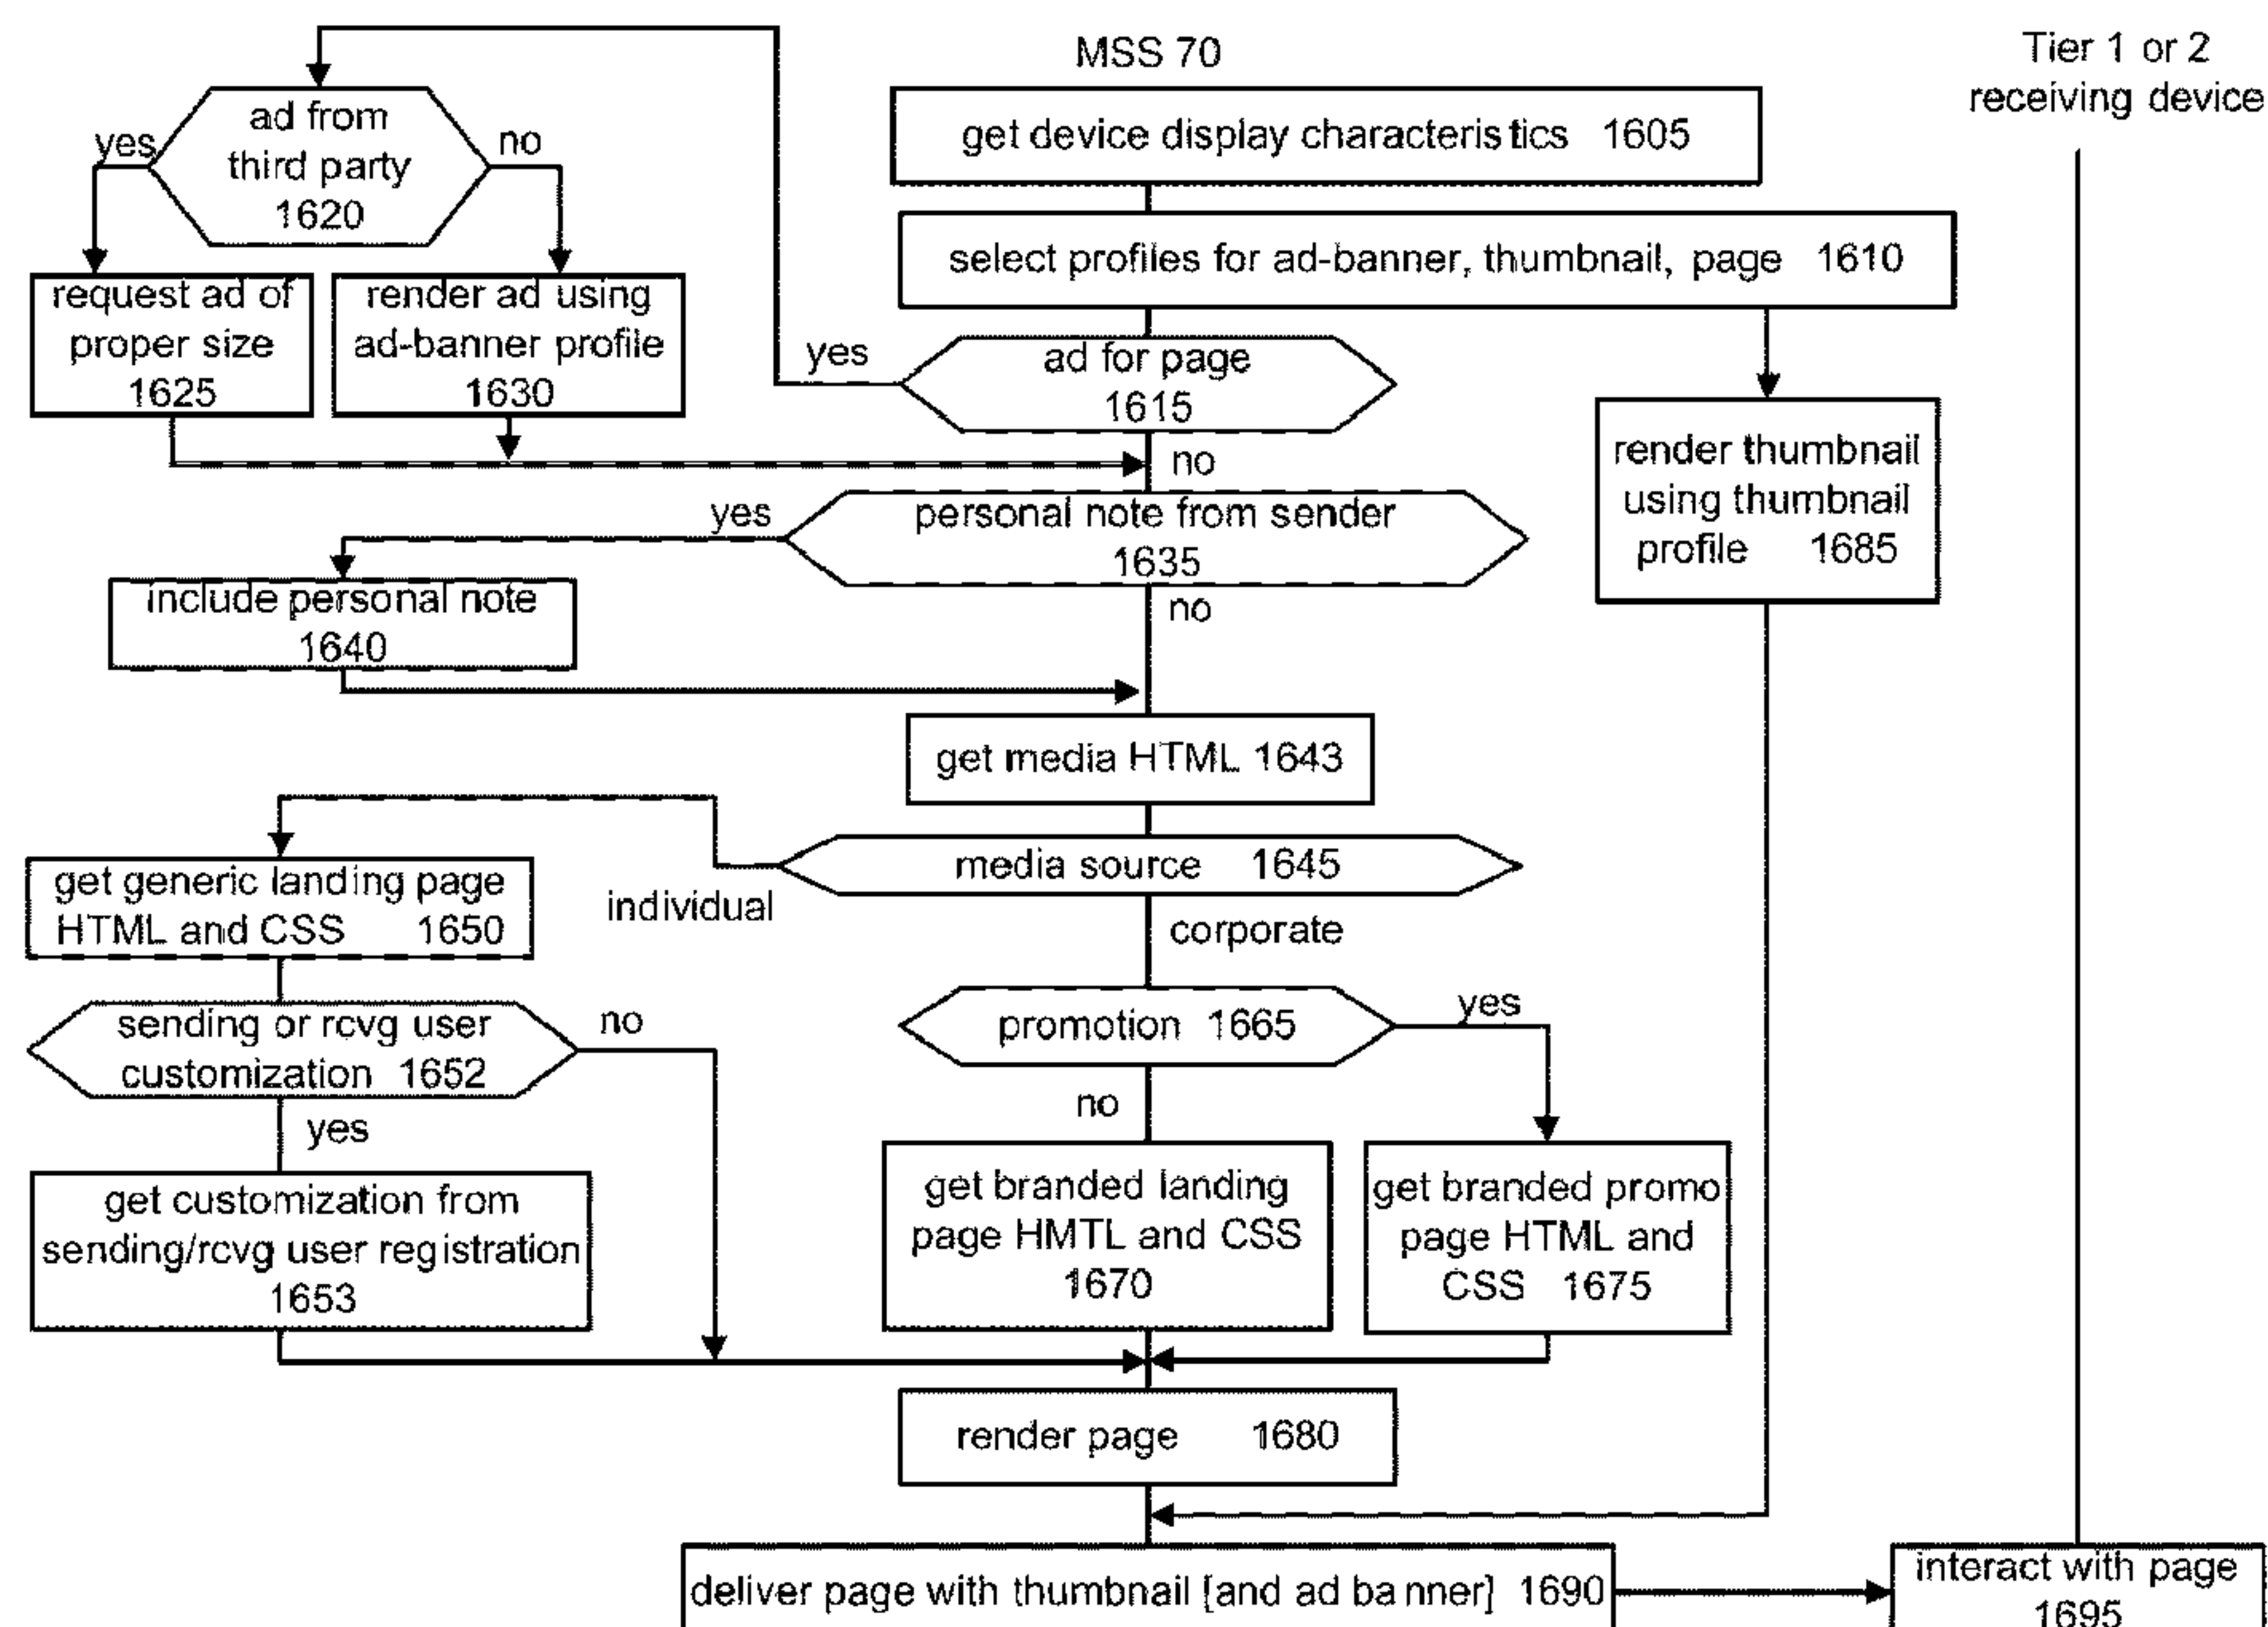 MSS 70
Tier 1 or 2
receiving device
get device display characteristics 1605
select profiles for ad-banner, thumbnail, page 1610
ad for page
1615
yes
no
ad from
third party
1620
yes
no
request ad of
proper size
1625
render ad using
ad-banner profile
1630
render thumbnail
using thumbnail
profile 1685
personal note from sender
1635
yes
no
include personal note
1640
get media HTML 1643
media source 1645
individual
corporate
get generic landing page
HTML and CSS 1650
sending or rcvg user
customization 1652
no
yes
get customization from
sending/rcvg user registration
1653
promotion 1665
yes
no
get branded landing
page HMTL and CSS
1670
get branded promo
page HTML and
CSS 1675
render page 1680
deliver page with thumbnail [and ad banner] 1690
interact with page
1695